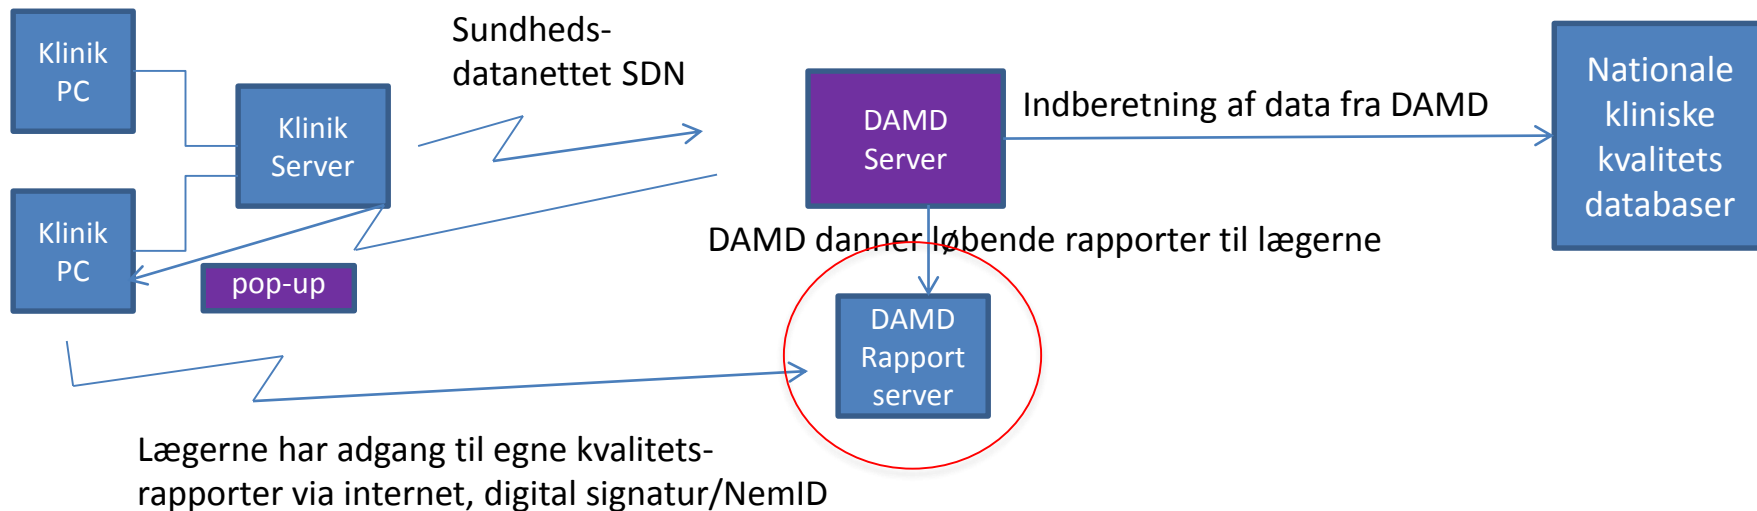 Klinik
PC
Klinik
PC
Klinik
Server
Sundheds-
datanettet SDN
pop-up
DAMD
Server
Indberetning af data fra DAMD
Nationale
kliniske
kvalitets
databaser
DAMD danner løbende rapporter til lægerne
DAMD
Rapport
server
Lægerne har adgang til egne kvalitets-
rapporter via internet, digital signatur/NemID